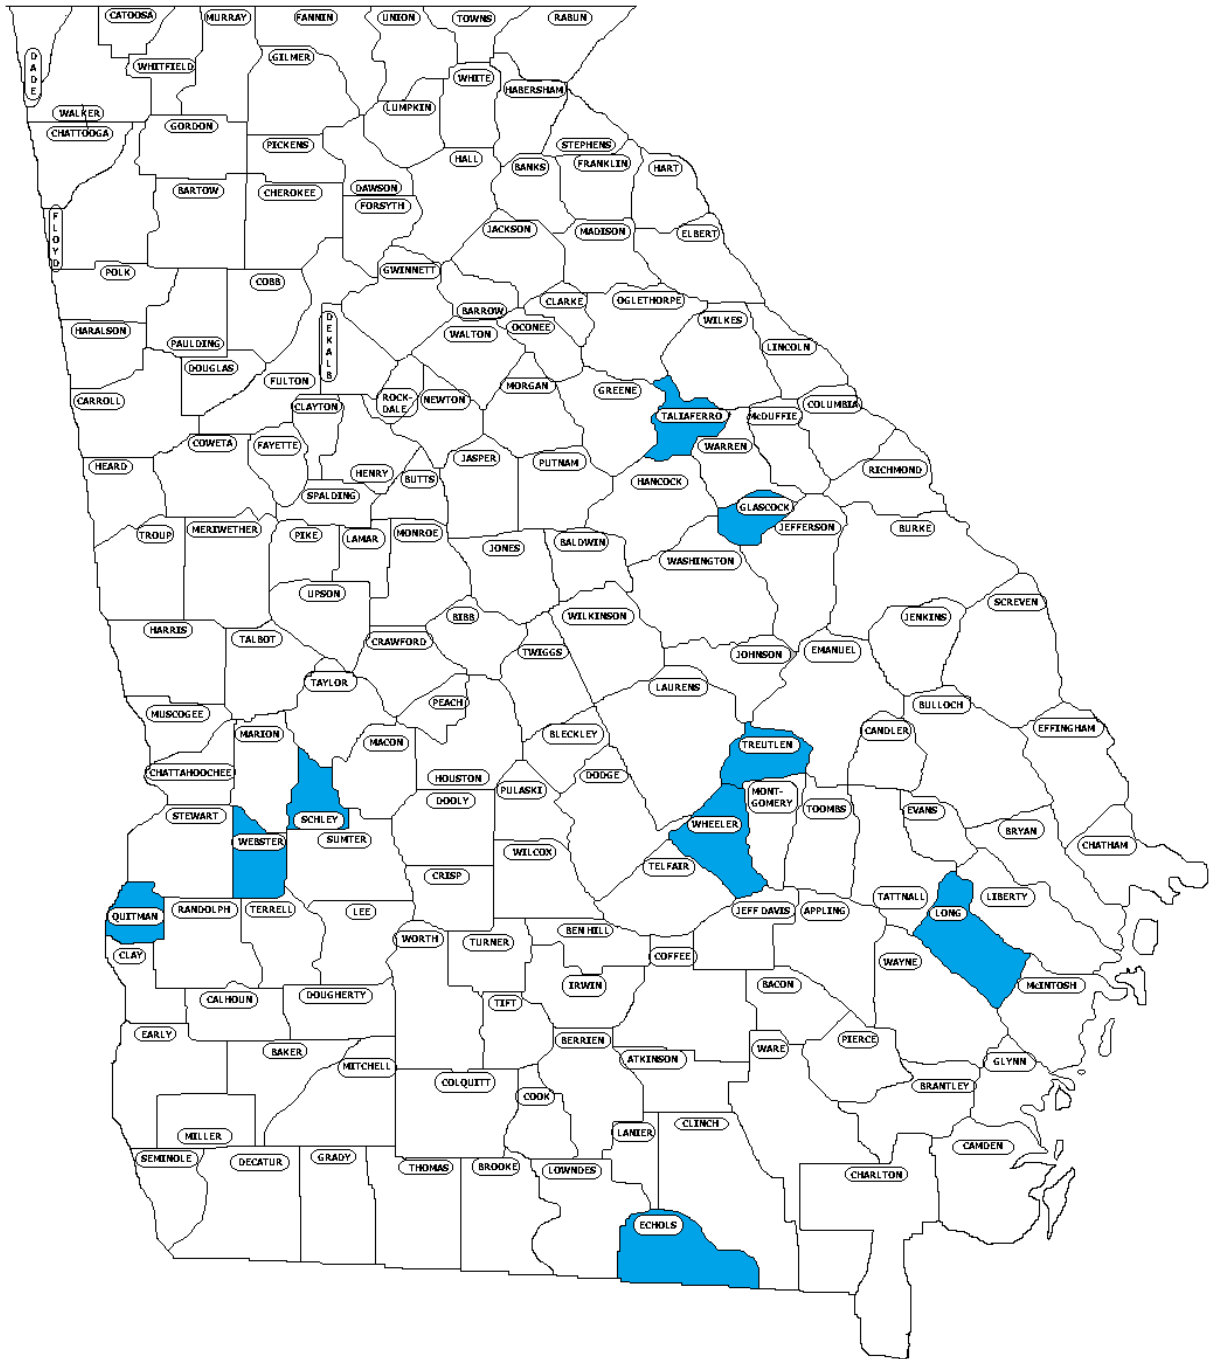 CATOOSA
MURRAY
FANNIN
UNION
TOWNS
RABUN
DADE
WHITFIELD
GILMER
WHITE
HABERSHAM
WALKER
CHATTOOGA
LUMPKIN
GORDON
PICKENS
STEPHENS
HALL
BANKS
FRANKLIN
HART
BARTOW
CHEROKEE
DAWSON
FORSYTH
FLOYD
JACKSON
MADISON
ELBERT
POLK
COBB
GWINNETT
CLARKE
OGLETHORPE
BARROW
HARALSON
PAULDING
DEKALB
WALTON
OCONEE
WILKES
LINCOLN
DOUGLAS
FULTON
CARROLL
CLAYTON
ROCK-
DALE
NEWTON
MORGAN
GREENE
TALIAFERRO
McDUFFIE
COLUMBIA
COWETA
FAYETTE
WARREN
HEARD
HENRY
BUTTS
JASPER
PUTNAM
RICHMOND
SPALDING
HANCOCK
GLASCOCK
TROUP
MERIWETHER
PIKE
LAMAR
MONROE
JONES
BALDWIN
JEFFERSON
BURKE
WASHINGTON
UPSON
SCREVEN
HARRIS
TALBOT
CRAWFORD
BIBB
WILKINSON
JENKINS
TWIGGS
JOHNSON
EMANUEL
TAYLOR
PEACH
LAURENS
BULLOCH
MUSCOGEE
MARION
MACON
BLECKLEY
TREUTLEN
CANDLER
EFFINGHAM
CHATTAHOOCHEE
HOUSTON
PULASKI
DODGE
DOOLY
MONT-
GOMERY
TOOMBS
EVANS
STEWART
SCHLEY
WEBSTER
SUMTER
WHEELER
BRYAN
CHATHAM
WILCOX
TELFAIR
CRISP
TATTNALL
LIBERTY
QUITMAN
RANDOLPH
TERRELL
LEE
JEFF DAVIS
APPLING
LONG
CLAY
WORTH
TURNER
BEN HILL
COFFEE
WAYNE
CALHOUN
DOUGHERTY
TIFT
IRWIN
BACON
McINTOSH
EARLY
BAKER
BERRIEN
ATKINSON
WARE
PIERCE
GLYNN
MITCHELL
COLQUITT
COOK
BRANTLEY
MILLER
LANIER
CLINCH
CAMDEN
SEMINOLE
DECATUR
GRADY
THOMAS
BROOKE
LOWNDES
CHARLTON
ECHOLS